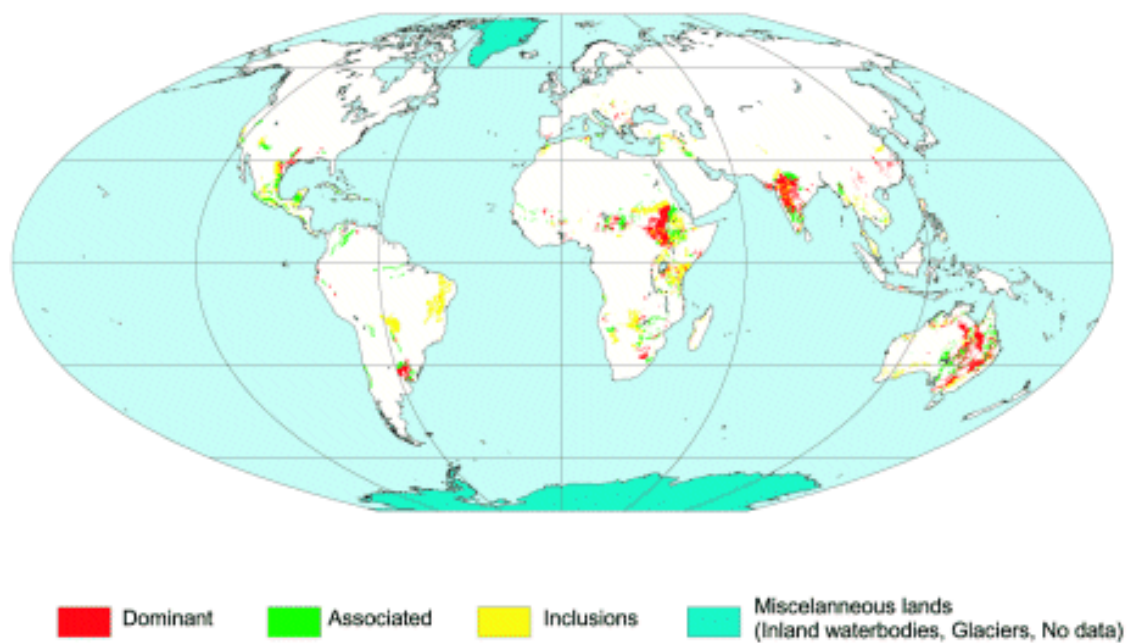 Dominant
Associated
Inclusions
Miscelanneous lands
(Inland waterbodies, Glaciers, No data)